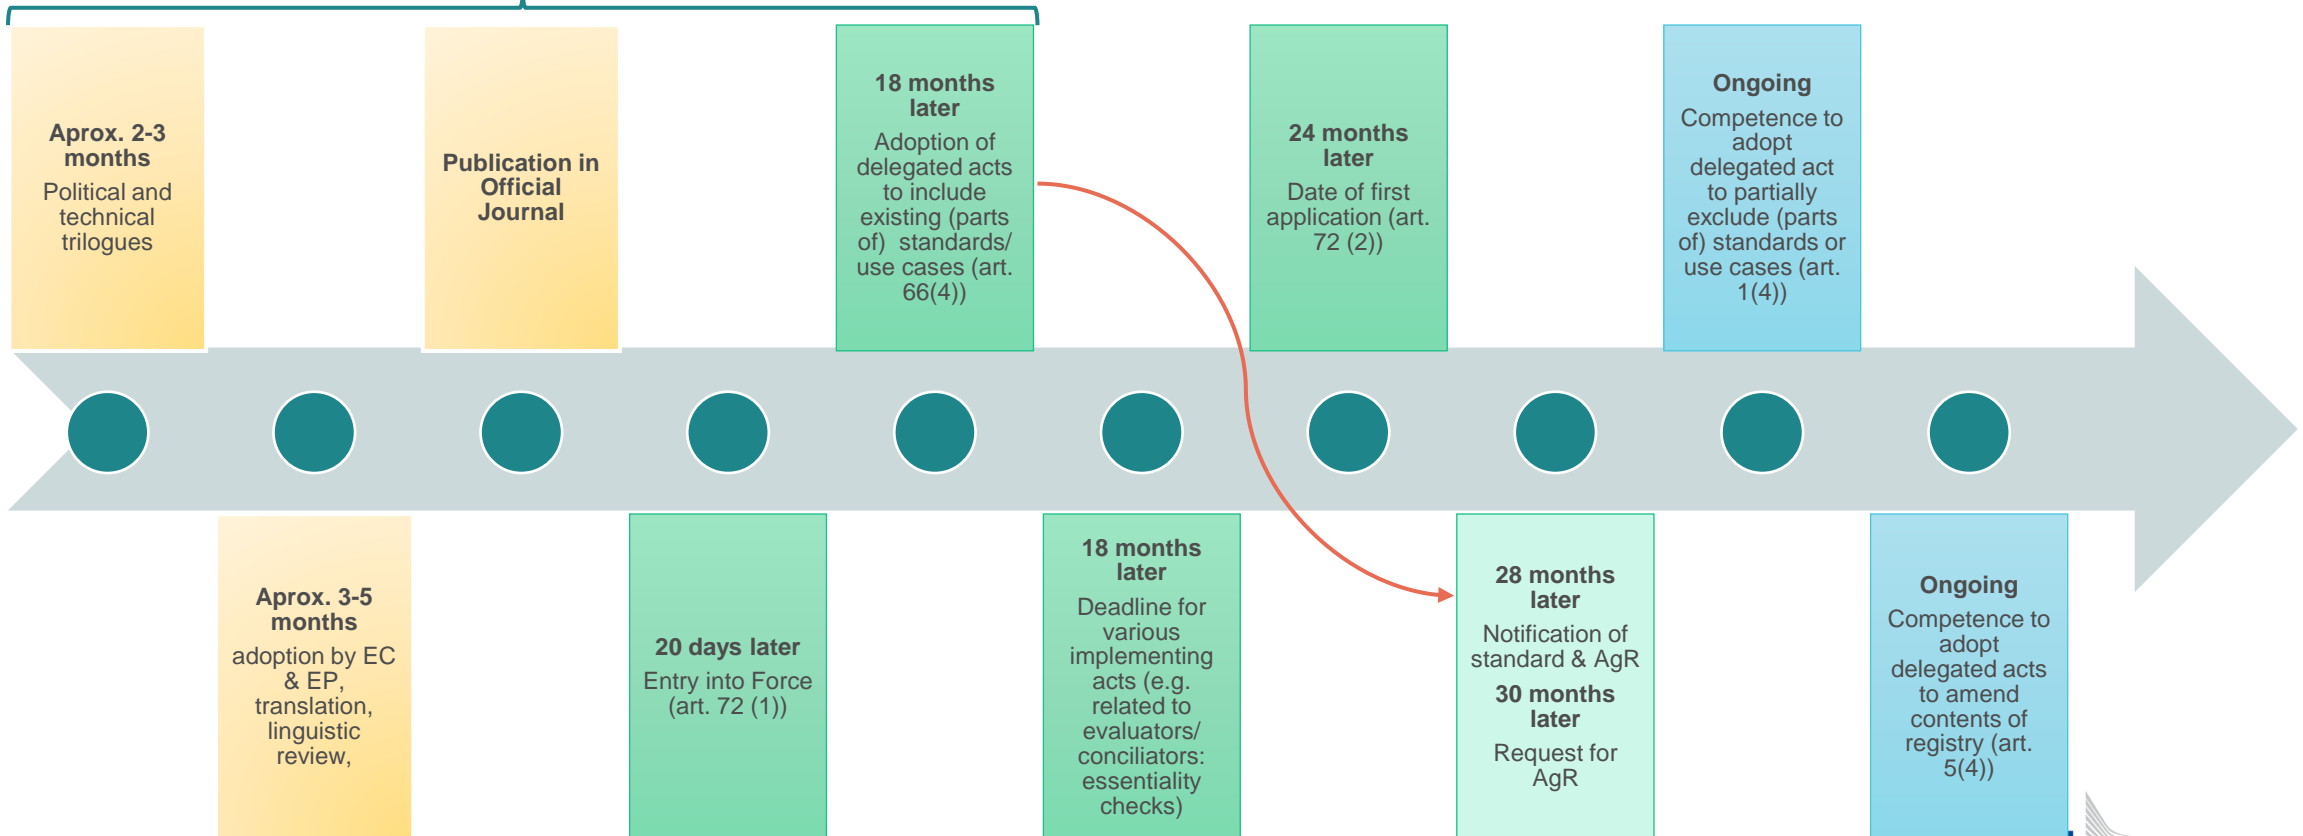 Aprox. 2-3
months
Political and
technical
trilogues
Aprox. 3-5
months
adoption by EC
& EP,
translation,
linguistic
review,
Publication in
Official
Journal
20 days later
Entry into Force
(art. 72 (1))
18 months
later
Adoption of
delegated acts
to include
existing (parts
of) standards/
use cases (art.
66(4))
18 months
later
Deadline for
various
implementing
acts (e.g.
related to
evaluators/
conciliators:
essentiality
checks)
24 months
later
Date of first
application (art.
72 (2))
28 months
later
Notification of
standard & AgR
30 months
later
Request for
AgR
Ongoing
Competence to
adopt
delegated act
to partially
exclude (parts
of) standards or
use cases (art.
1(4))
Ongoing
Competence to
adopt
delegated acts
to amend
contents of
registry (art.
5(4))